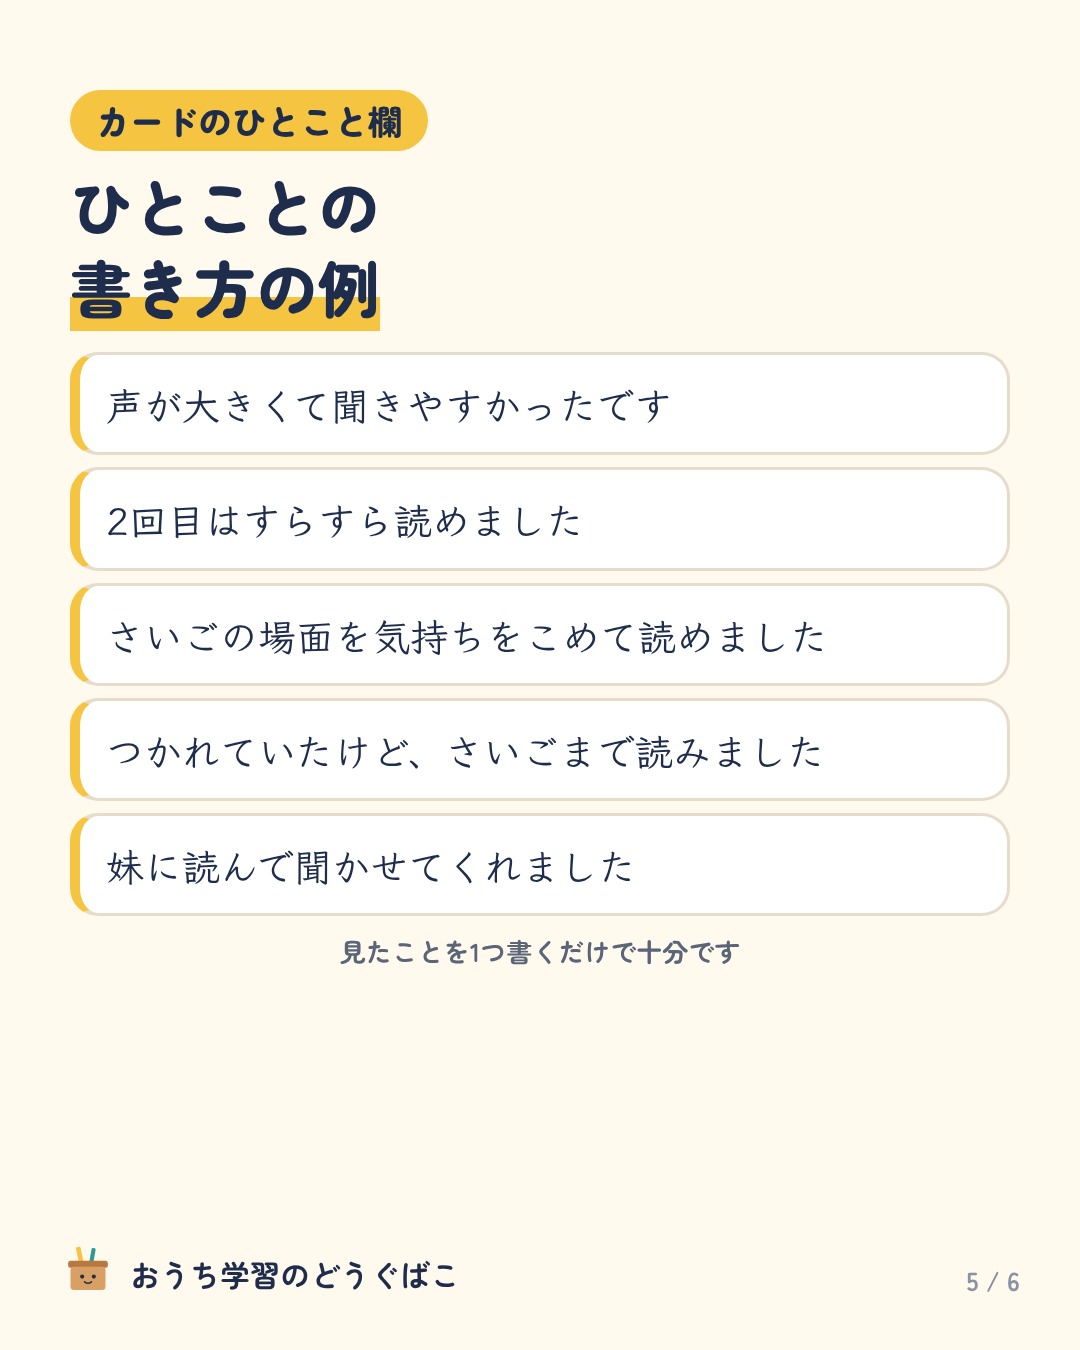 カードのひとこと欄
ひとことの
書き方の例
声が大きくて聞きやすかったです
2回目はすらすら読めました
さいごの場面を気持ちをこめて読めました
つかれていたけど、さいごまで読みました
妹に読んで聞かせてくれました
見たことを1つ書くだけで十分です
おうち学習のどうぐばこ
5 / 6